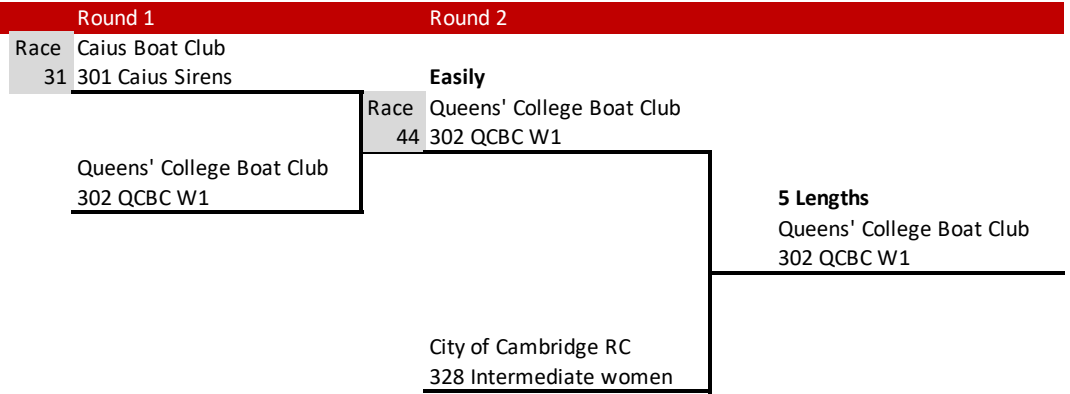 Round 1 Round 2
Race Caius Boat Club
31 301 Caius Sirens Easily
Race Queens' College Boat Club
44 302 QCBC W1
Queens' College Boat Club
302 QCBC W1 5 Lengths
Queens' College Boat Club
302 QCBC W1
City of Cambridge RC
328 Intermediate women